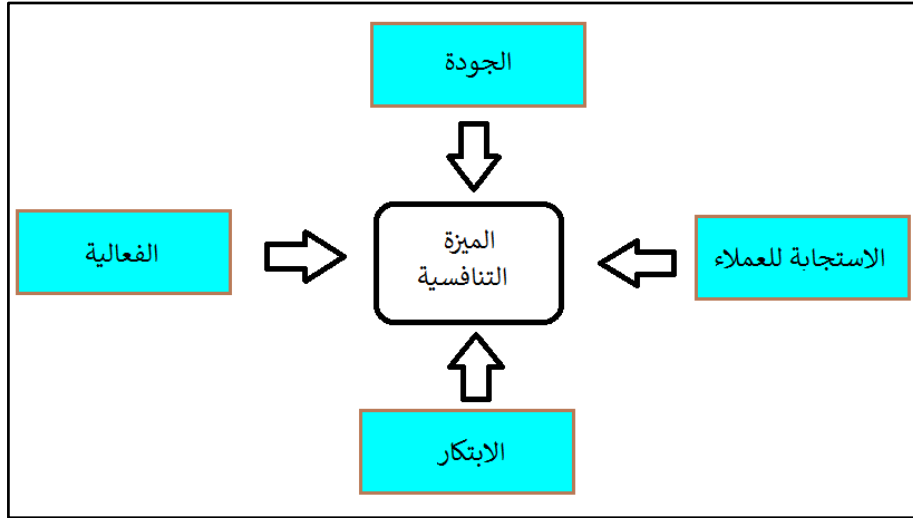 الجودة
الاستجابة للعملاء
الميزة
التنافسية
الفعالية
الابتكار